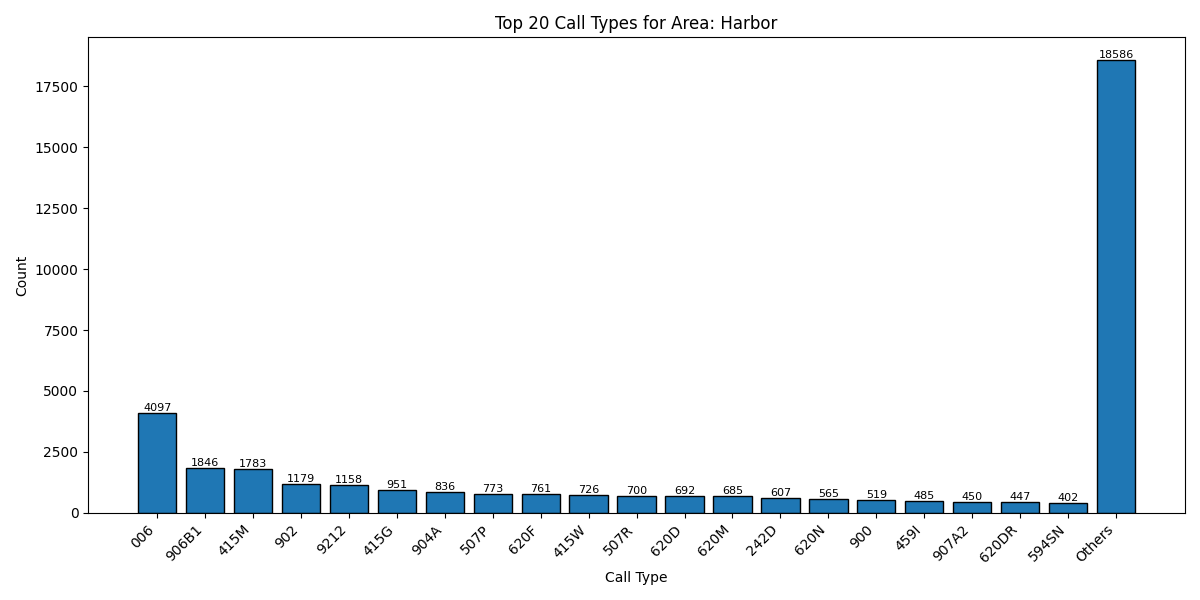 Top 20 Call Types for Area: Harbor
Count
17500
15000
12500
10000
7500
5000
2500
0
4097
1846
1783
1179
1158
951
836
773
761
726
700
692
685
607
565
519
485
450
447
402
18586
006
906B1
415M
902
9212
415G
904A
507P
620F
415W
507R
620D
620M
242D
620N
900
459I
907A2
620DR
594SN
Others
Call Type